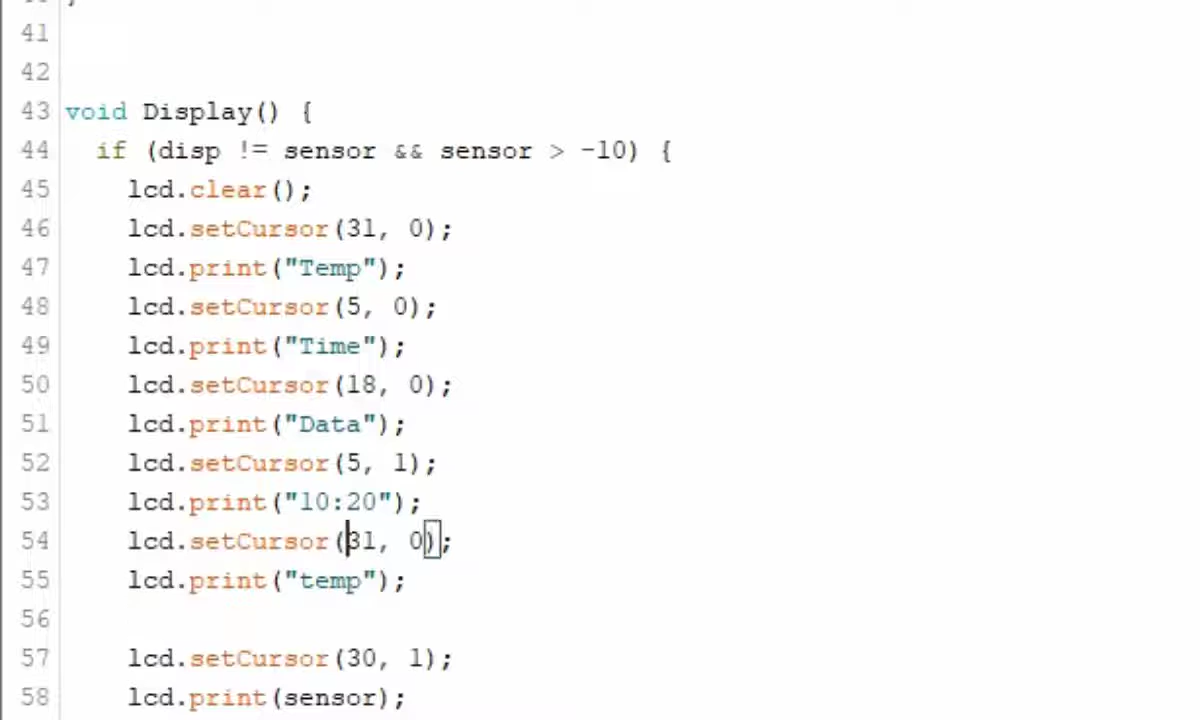 41
42
43 void Display() {
44 if (disp != sensor && sensor > -10) {
45 lcd.clear();
46 lcd.setCursor(31, 0);
47 lcd.print("Temp");
48 lcd.setCursor(5, 0);
49 lcd.print("Time");
50 lcd.setCursor(18, 0);
51 lcd.print("Data");
52 lcd.setCursor(5, 1);
53 lcd.print("10:20");
54 lcd.setCursor(31, 0);
55 lcd.print("temp");
56
57 lcd.setCursor(30, 1);
58 lcd.print(sensor);